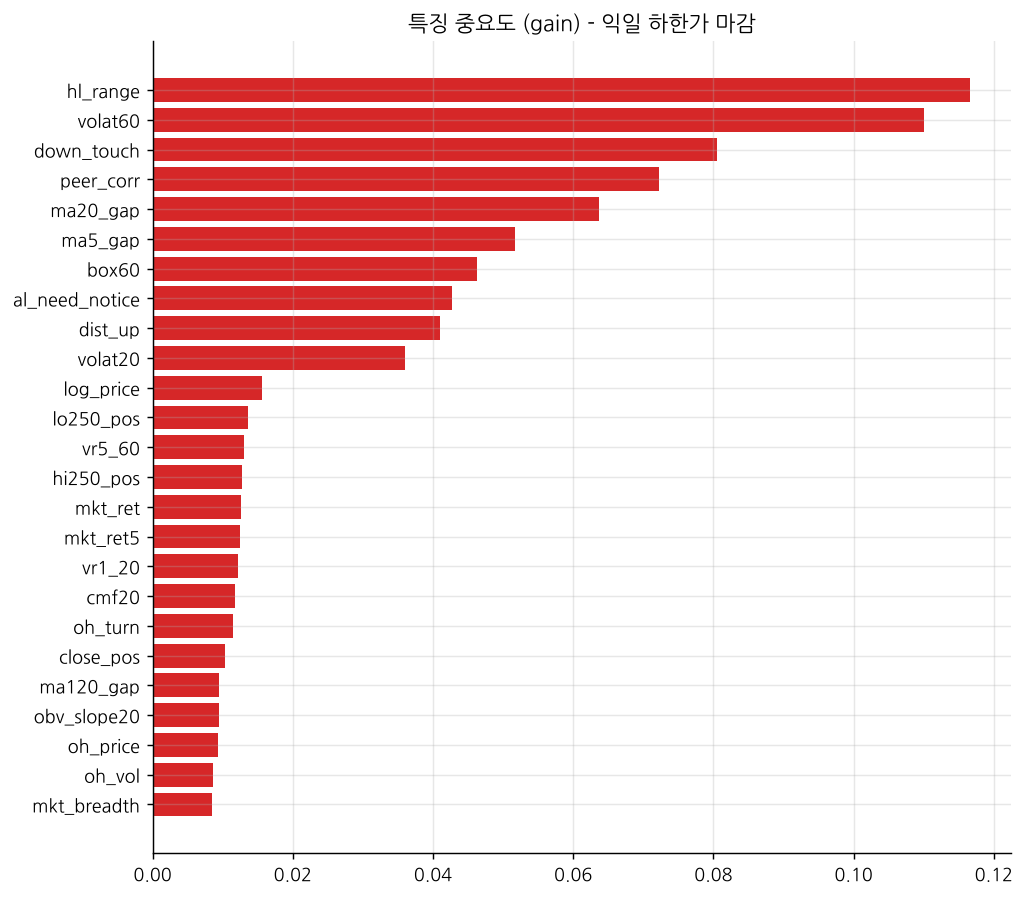 특징 중요도 (gain) - 익일 하한가 마감
hl_range
volat60
down_touch
peer_corr
ma20_gap
ma5_gap
box60
al_need_notice
dist_up
volat20
log_price
lo250_pos
vr5_60
hi250_pos
mkt_ret
mkt_ret5
vr1_20
cmf20
oh_turn
close_pos
ma120_gap
obv_slope20
oh_price
oh_vol
mkt_breadth
0.00 0.02 0.04 0.06 0.08 0.10 0.12